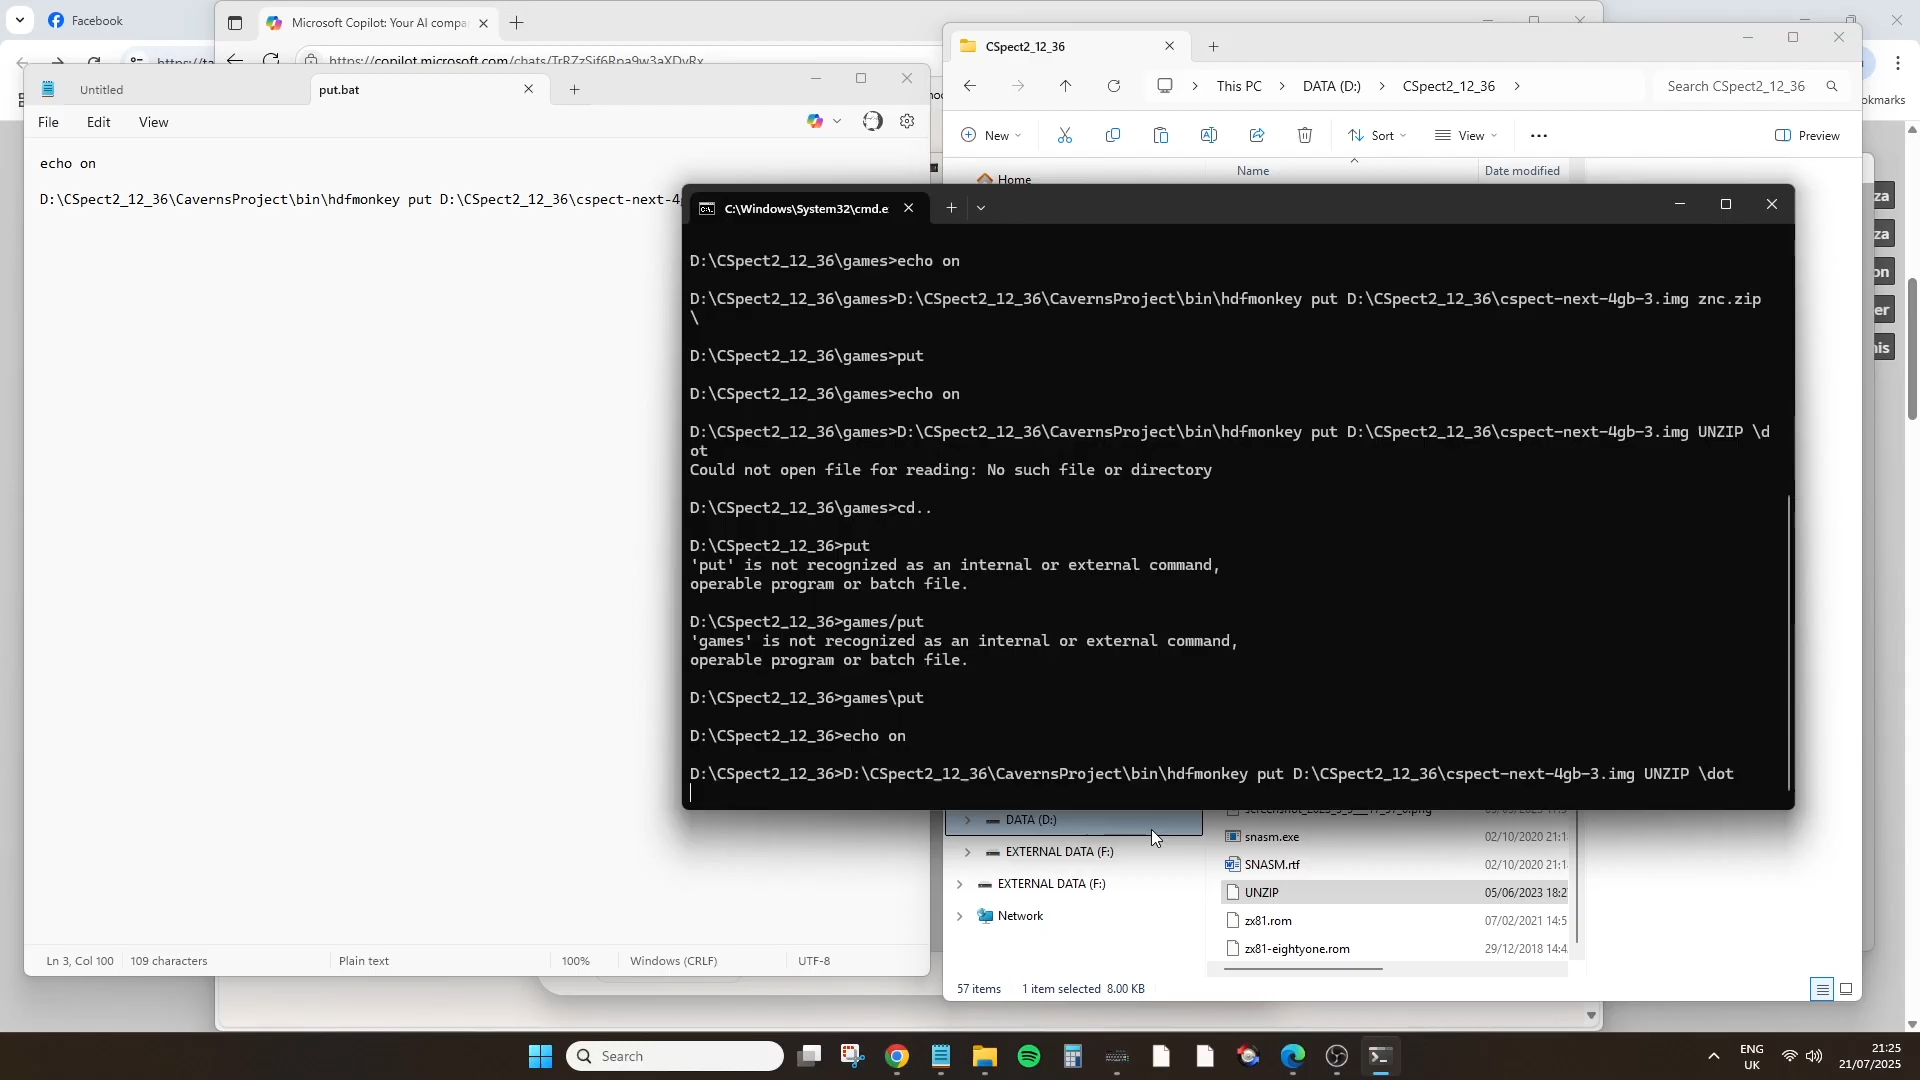 Facebook
Microsoft Copilot: Your AI compa
https://copilot.microsoft.com/chats/TrRZzSif6Rpa9w3aXDyRx
https://ta
CSpect2_12_36
This PC
DATA (D:)
CSpect2_12_36
Search CSpect2_12_36
okmarks
Untitled
put.bat
File
Edit
View
echo on
D:\CSpect2_12_36\CavernsProject\bin\hdfmonkey put D:\CSpect2_12_36\cspect-next-4
New
Sort
View
Preview
Name
Date modified
Home
za
za
on
er
his
C:\Windows\System32\cmd.e
D:\CSpect2_12_36\games>echo on
D:\CSpect2_12_36\games>D:\CSpect2_12_36\CavernsProject\bin\hdfmonkey put D:\CSpect2_12_36\cspect-next-4gb-3.img znc.zip
\
D:\CSpect2_12_36\games>put
D:\CSpect2_12_36\games>echo on
D:\CSpect2_12_36\games>D:\CSpect2_12_36\CavernsProject\bin\hdfmonkey put D:\CSpect2_12_36\cspect-next-4gb-3.img UNZIP \d
ot
Could not open file for reading: No such file or directory
D:\CSpect2_12_36\games>cd..
D:\CSpect2_12_36>put
'put' is not recognized as an internal or external command,
operable program or batch file.
D:\CSpect2_12_36>games/put
'games' is not recognized as an internal or external command,
operable program or batch file.
D:\CSpect2_12_36>games\put
D:\CSpect2_12_36>echo on
D:\CSpect2_12_36>D:\CSpect2_12_36\CavernsProject\bin\hdfmonkey put D:\CSpect2_12_36\cspect-next-4gb-3.img UNZIP \dot
DATA (D:)
EXTERNAL DATA (F:)
EXTERNAL DATA (F:)
Network
snasm.exe
02/10/2020 21:1
SNASM.rtf
02/10/2020 21:1
UNZIP
05/06/2023 18:2
zx81.rom
07/02/2021 14:5
zx81-eightyone.rom
29/12/2018 14:4
57 items
1 item selected 8.00 KB
Ln 3, Col 100
109 characters
Plain text
100%
Windows (CRLF)
UTF-8
Search
ENG
UK
21:25
21/07/2025